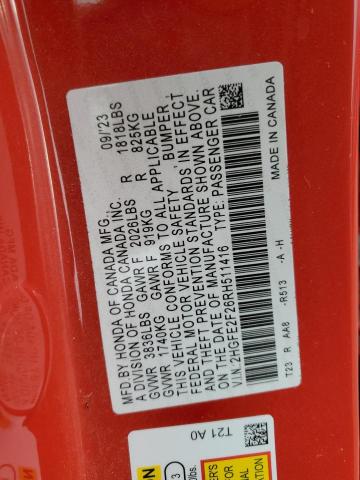 MFD.BY HONDA OF CANADA MFG., 09/23
A DIVISION OF HONDA CANADA INC.
GVWR 3836LBS GAWR F 2026LBS R 1818LBS
GVWR 1740KG GAWR F 919KG R 825KG
THIS VEHICLE CONFORMS TO ALL APPLICABLE
FEDERAL MOTOR VEHICLE SAFETY, BUMPER,
AND THEFT PREVENTION STANDARDS IN EFFECT
ON THE DATE OF MANUFACTURE SHOWN ABOVE.
V.I.N.:2HGFE2F26RH511416 TYPE: PASSENGER CAR
T23 R AA8 -R513 -A -H MADE IN CANADA
T21 A0